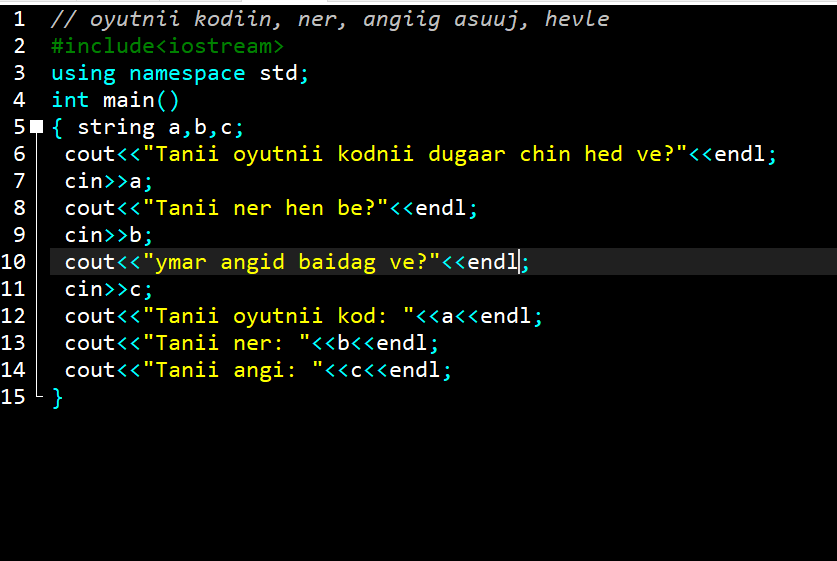 1 // oyutnii kodiin, ner, angiig asuuj, hevle
2 #include<iostream>
3 using namespace std;
4 int main()
5 { string a,b,c;
6 cout<<"Tanii oyutnii kodnii dugaar chin hed ve?"<<endl;
7 cin>>a;
8 cout<<"Tanii ner hen be?"<<endl;
9 cin>>b;
10 cout<<"ymar angid baidag ve?"<<endl;
11 cin>>c;
12 cout<<"Tanii oyutnii kod: "<<a<<endl;
13 cout<<"Tanii ner: "<<b<<endl;
14 cout<<"Tanii angi: "<<c<<endl;
15 }